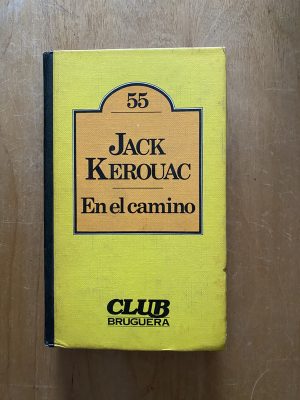 55
JACK
KEROUAC
En el camino
CLUB
BRUGUERA